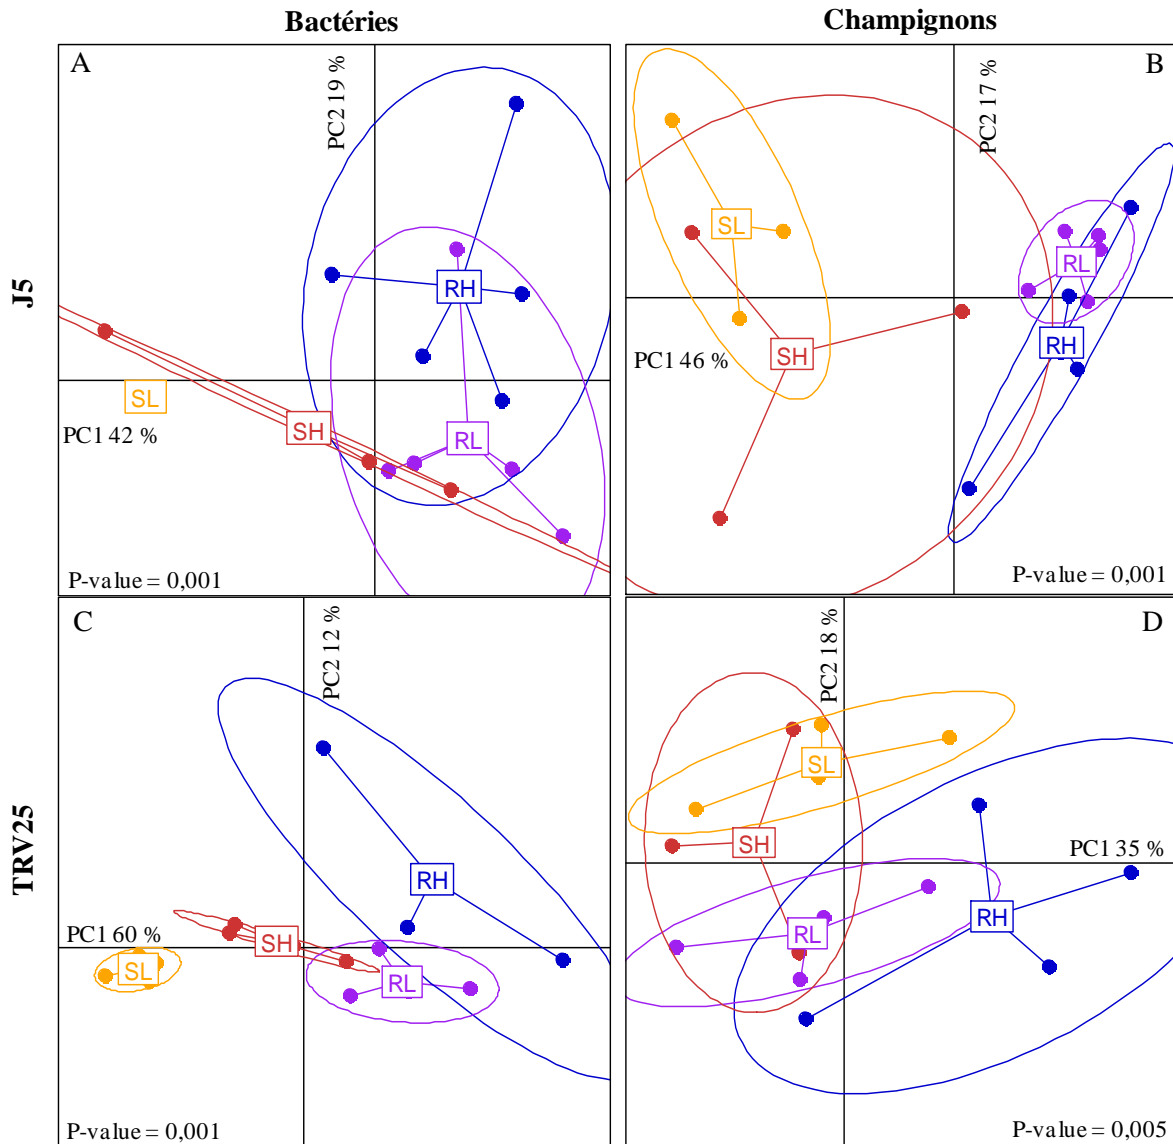 Bactéries
Champignons
J5
A
PC2 19 %
RH
SL
PC1 42 %
SH
RL
P-value = 0,001
B
PC2 17 %
SL
RL
PC1 46 %
SH
RH
P-value = 0,001
TRV25
C
PC2 12 %
RH
PC1 60 %
SH
SL
RL
P-value = 0,001
D
PC2 18 %
SL
SH
PC1 35 %
RH
RL
P-value = 0,005